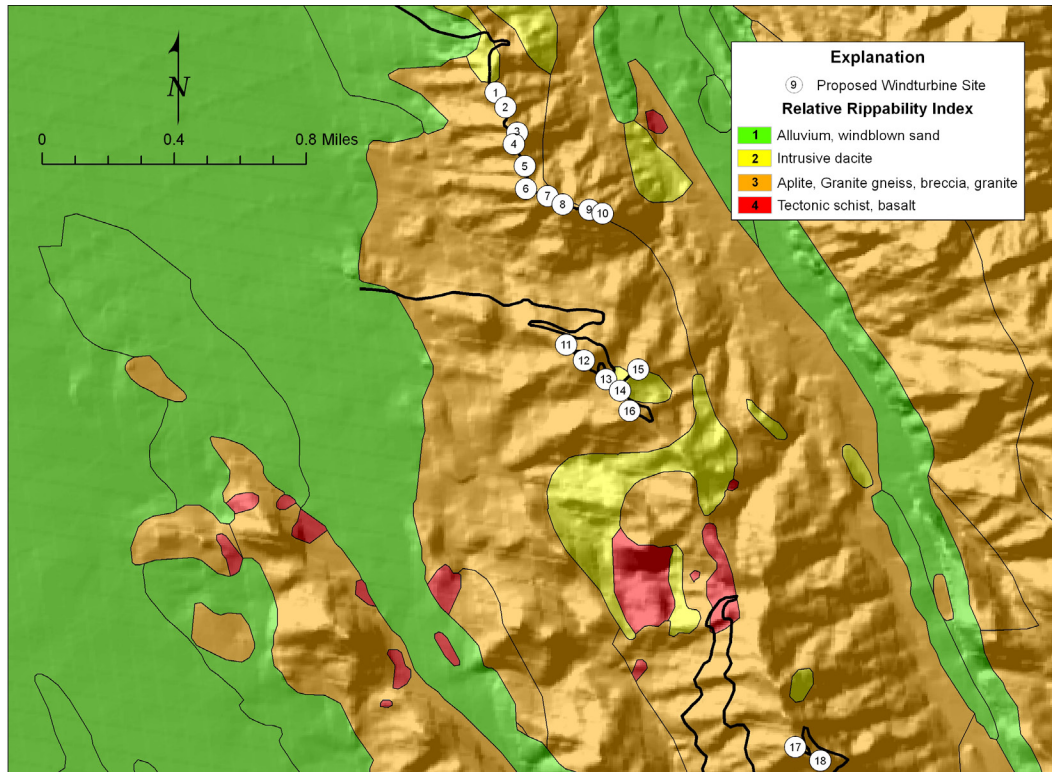 N
0 0.4 0.8 Miles
Explanation
9 Proposed Windturbine Site
Relative Rippability Index
1 Alluvium, windblown sand
2 Intrusive dacite
3 Aplite, Granite gneiss, breccia, granite
4 Tectonic schist, basalt
1
2
3
4
5
6
7
8
9
10
11
12
13
14
15
16
17
18